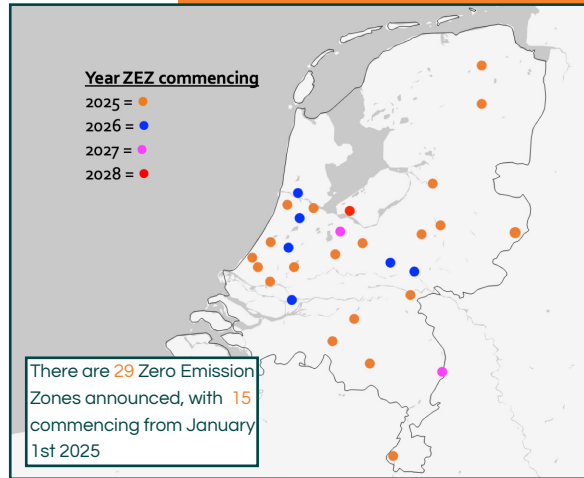 Year ZEZ commencing
2025 =
2026 =
2027 =
2028 =
There are 29 Zero Emission
Zones announced, with 15
commencing from January
1st 2025